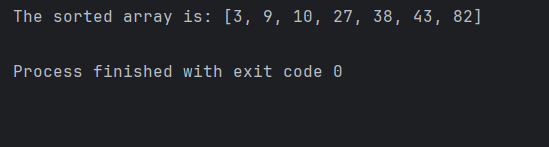 The sorted array is: [3, 9, 10, 27, 38, 43, 82]
Process finished with exit code 0